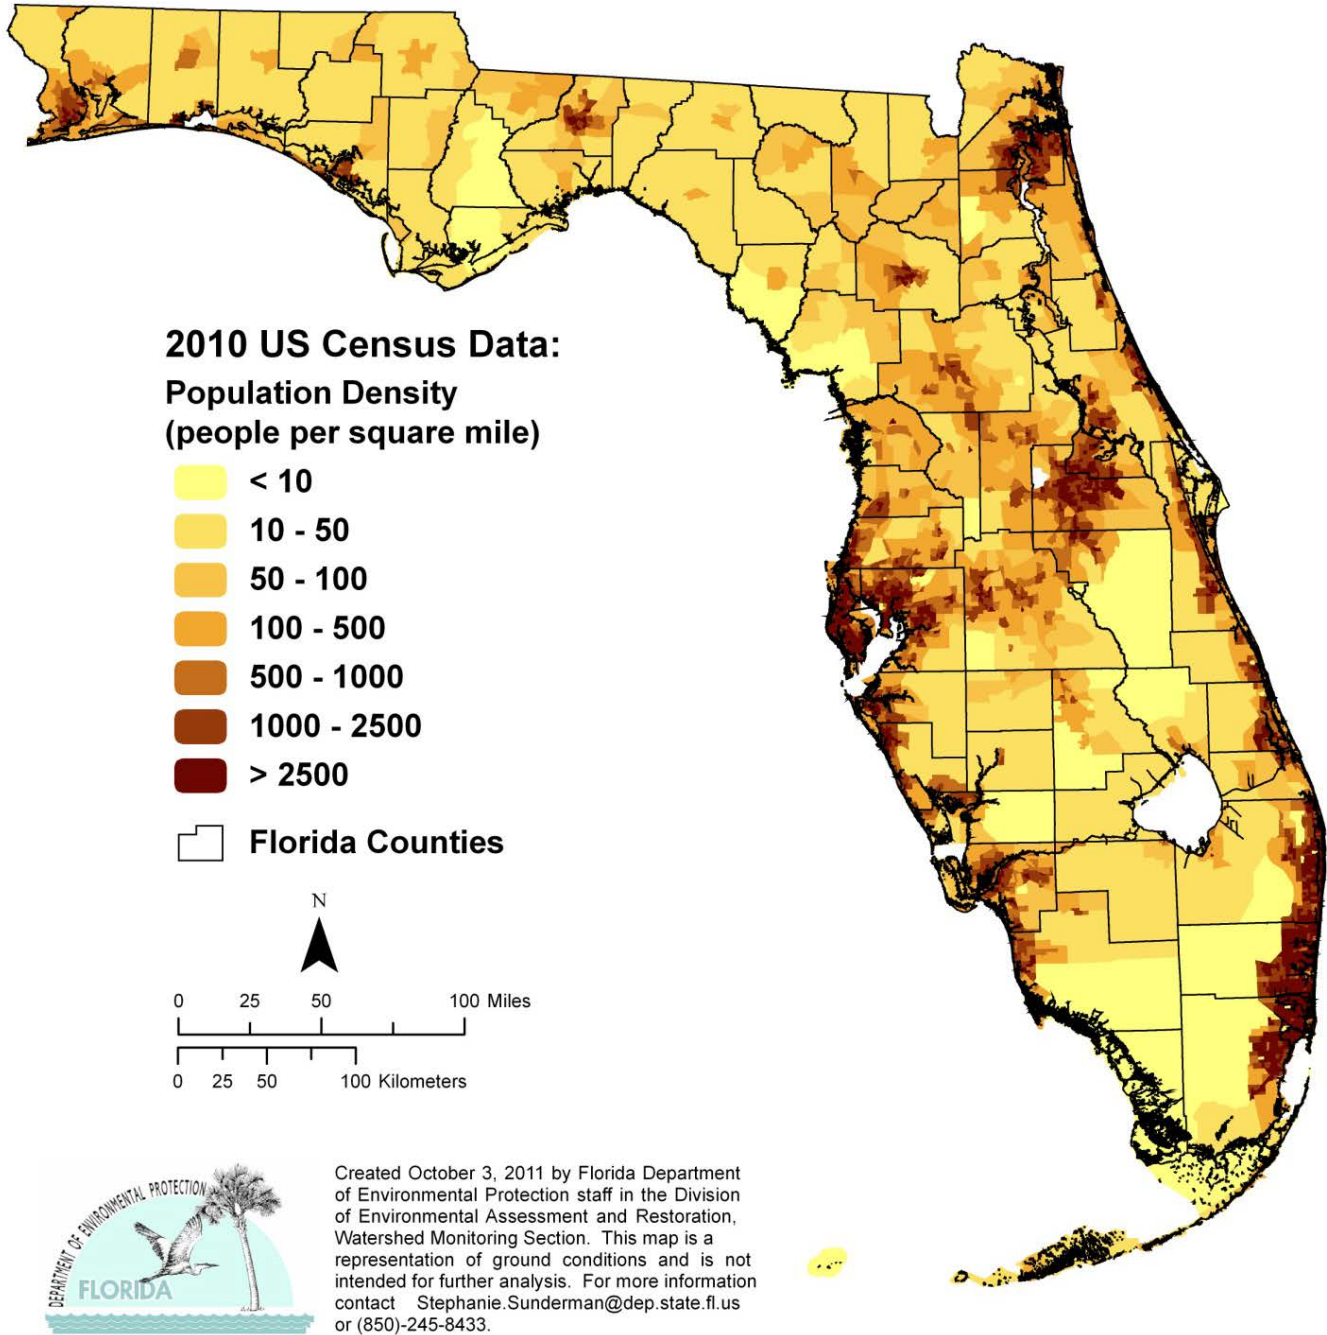 2010 US Census Data:
Population Density
(people per square mile)
< 10
10 - 50
50 - 100
100 - 500
500 - 1000
1000 - 2500
> 2500
Florida Counties
N
0 25 50 100 Miles
0 25 50 100 Kilometers
DEPARTMENT OF ENVIRONMENTAL PROTECTION
FLORIDA
Created October 3, 2011 by Florida Department
of Environmental Protection staff in the Division
of Environmental Assessment and Restoration,
Watershed Monitoring Section. This map is a
representation of ground conditions and is not
intended for further analysis. For more information
contact Stephanie.Sunderman@dep.state.fl.us
or (850)-245-8433.